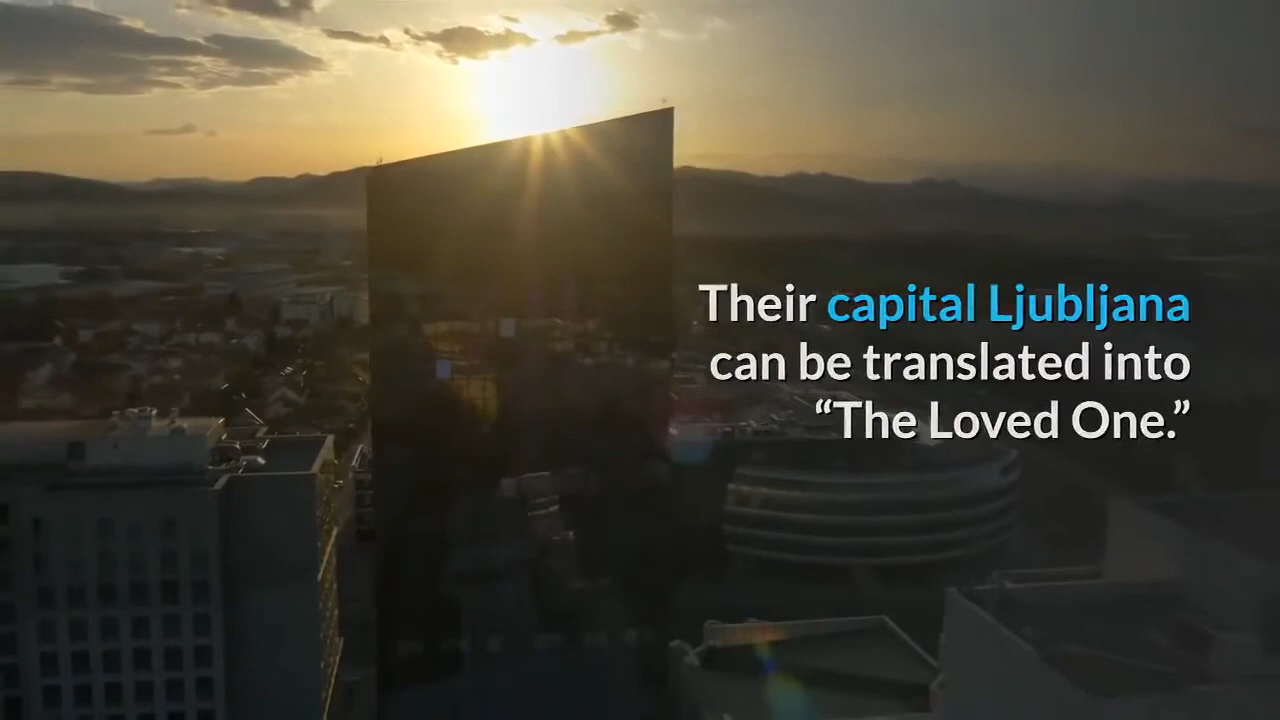 Their capital Ljubljana
can be translated into
“The Loved One.”